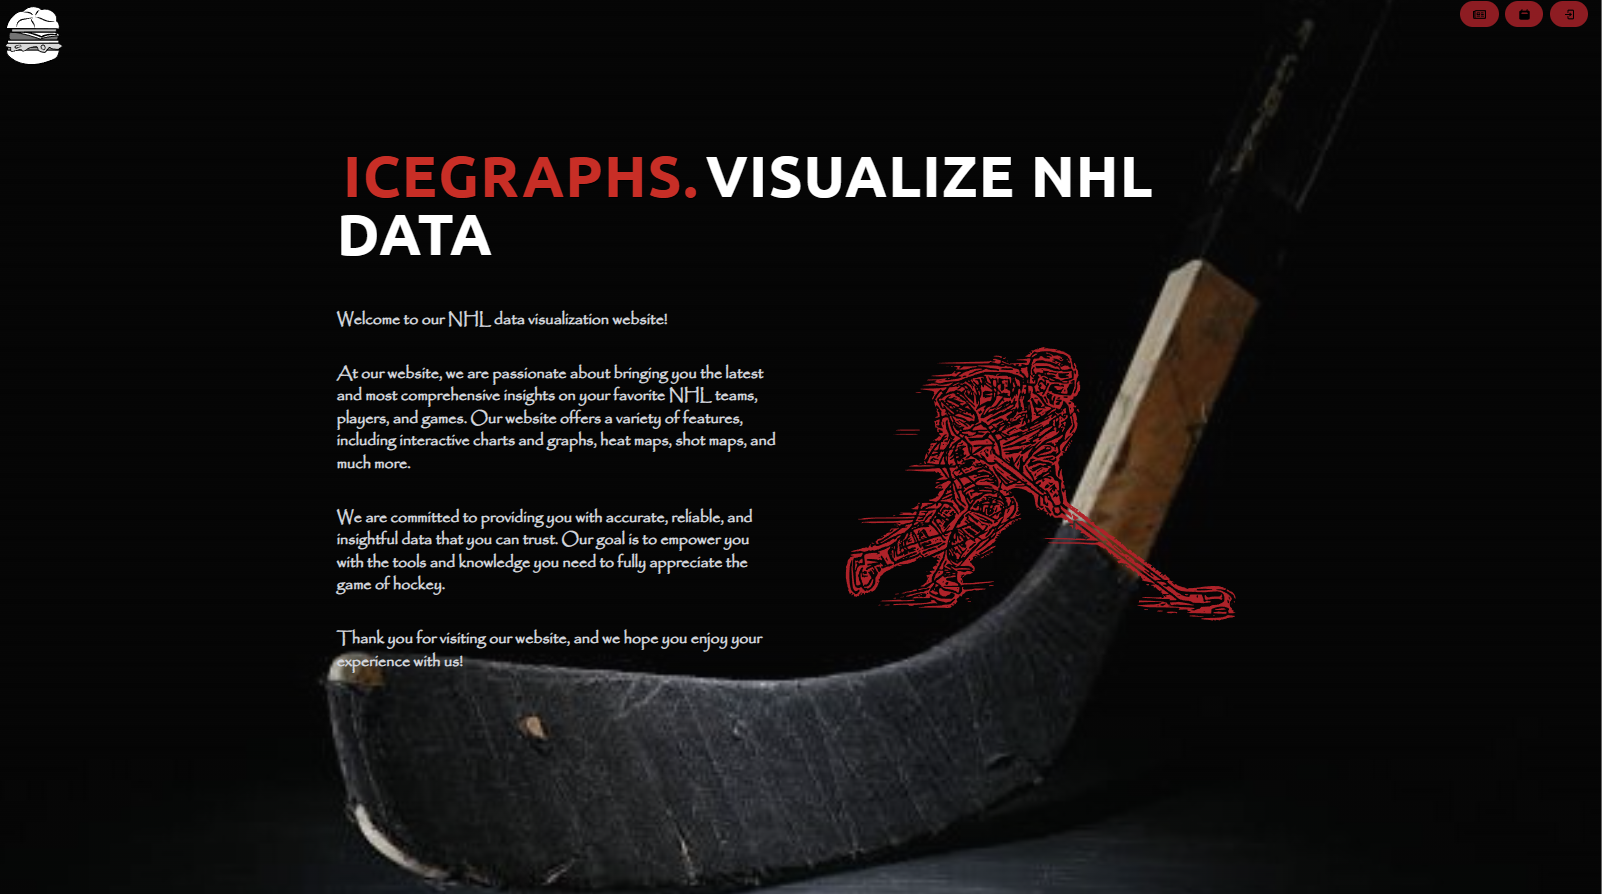 ICEGRAPHS. VISUALIZE NHL
DATA
Welcome to our NHL data visualization website!
At our website, we are passionate about bringing you the latest
and most comprehensive insights on your favorite NHL teams,
players, and games. Our website offers a variety of features,
including interactive charts and graphs, heat maps, shot maps, and
much more.
We are committed to providing you with accurate, reliable, and
insightful data that you can trust. Our goal is to empower you
with the tools and knowledge you need to fully appreciate the
game of hockey.
Thank you for visiting our website, and we hope you enjoy your
experience with us!